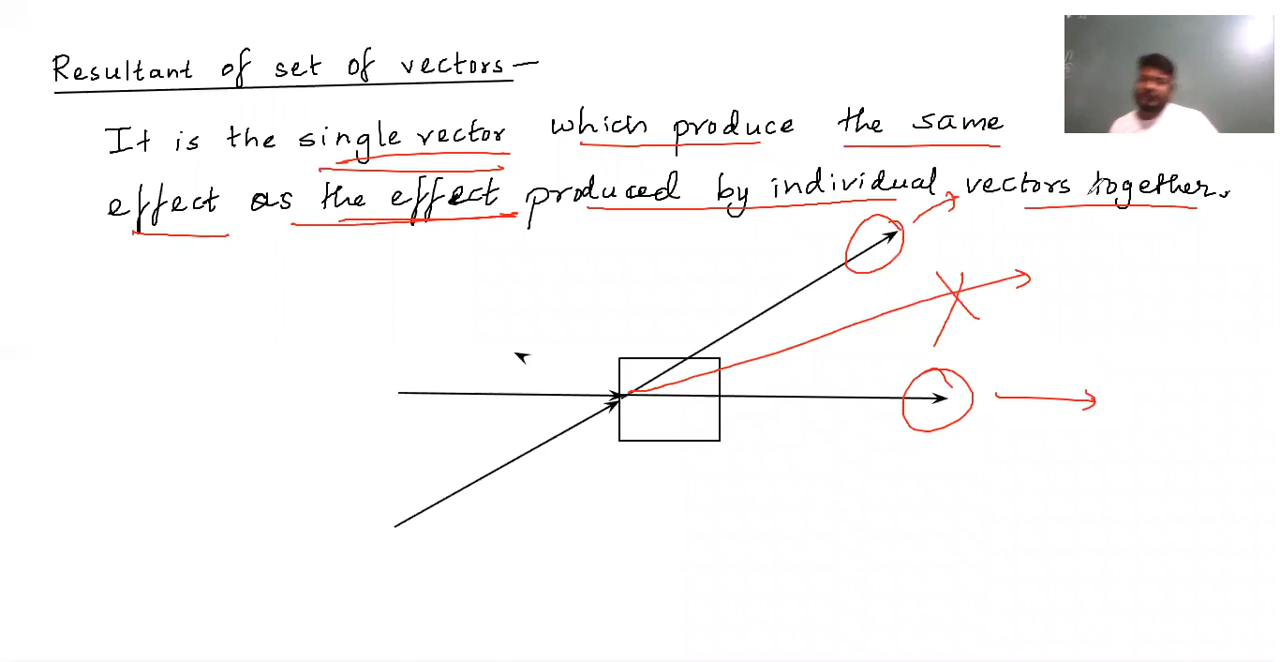 Resultant of set of vectors-
It is the single vector which produce the same
effect as the effect produced by individual vectors together.